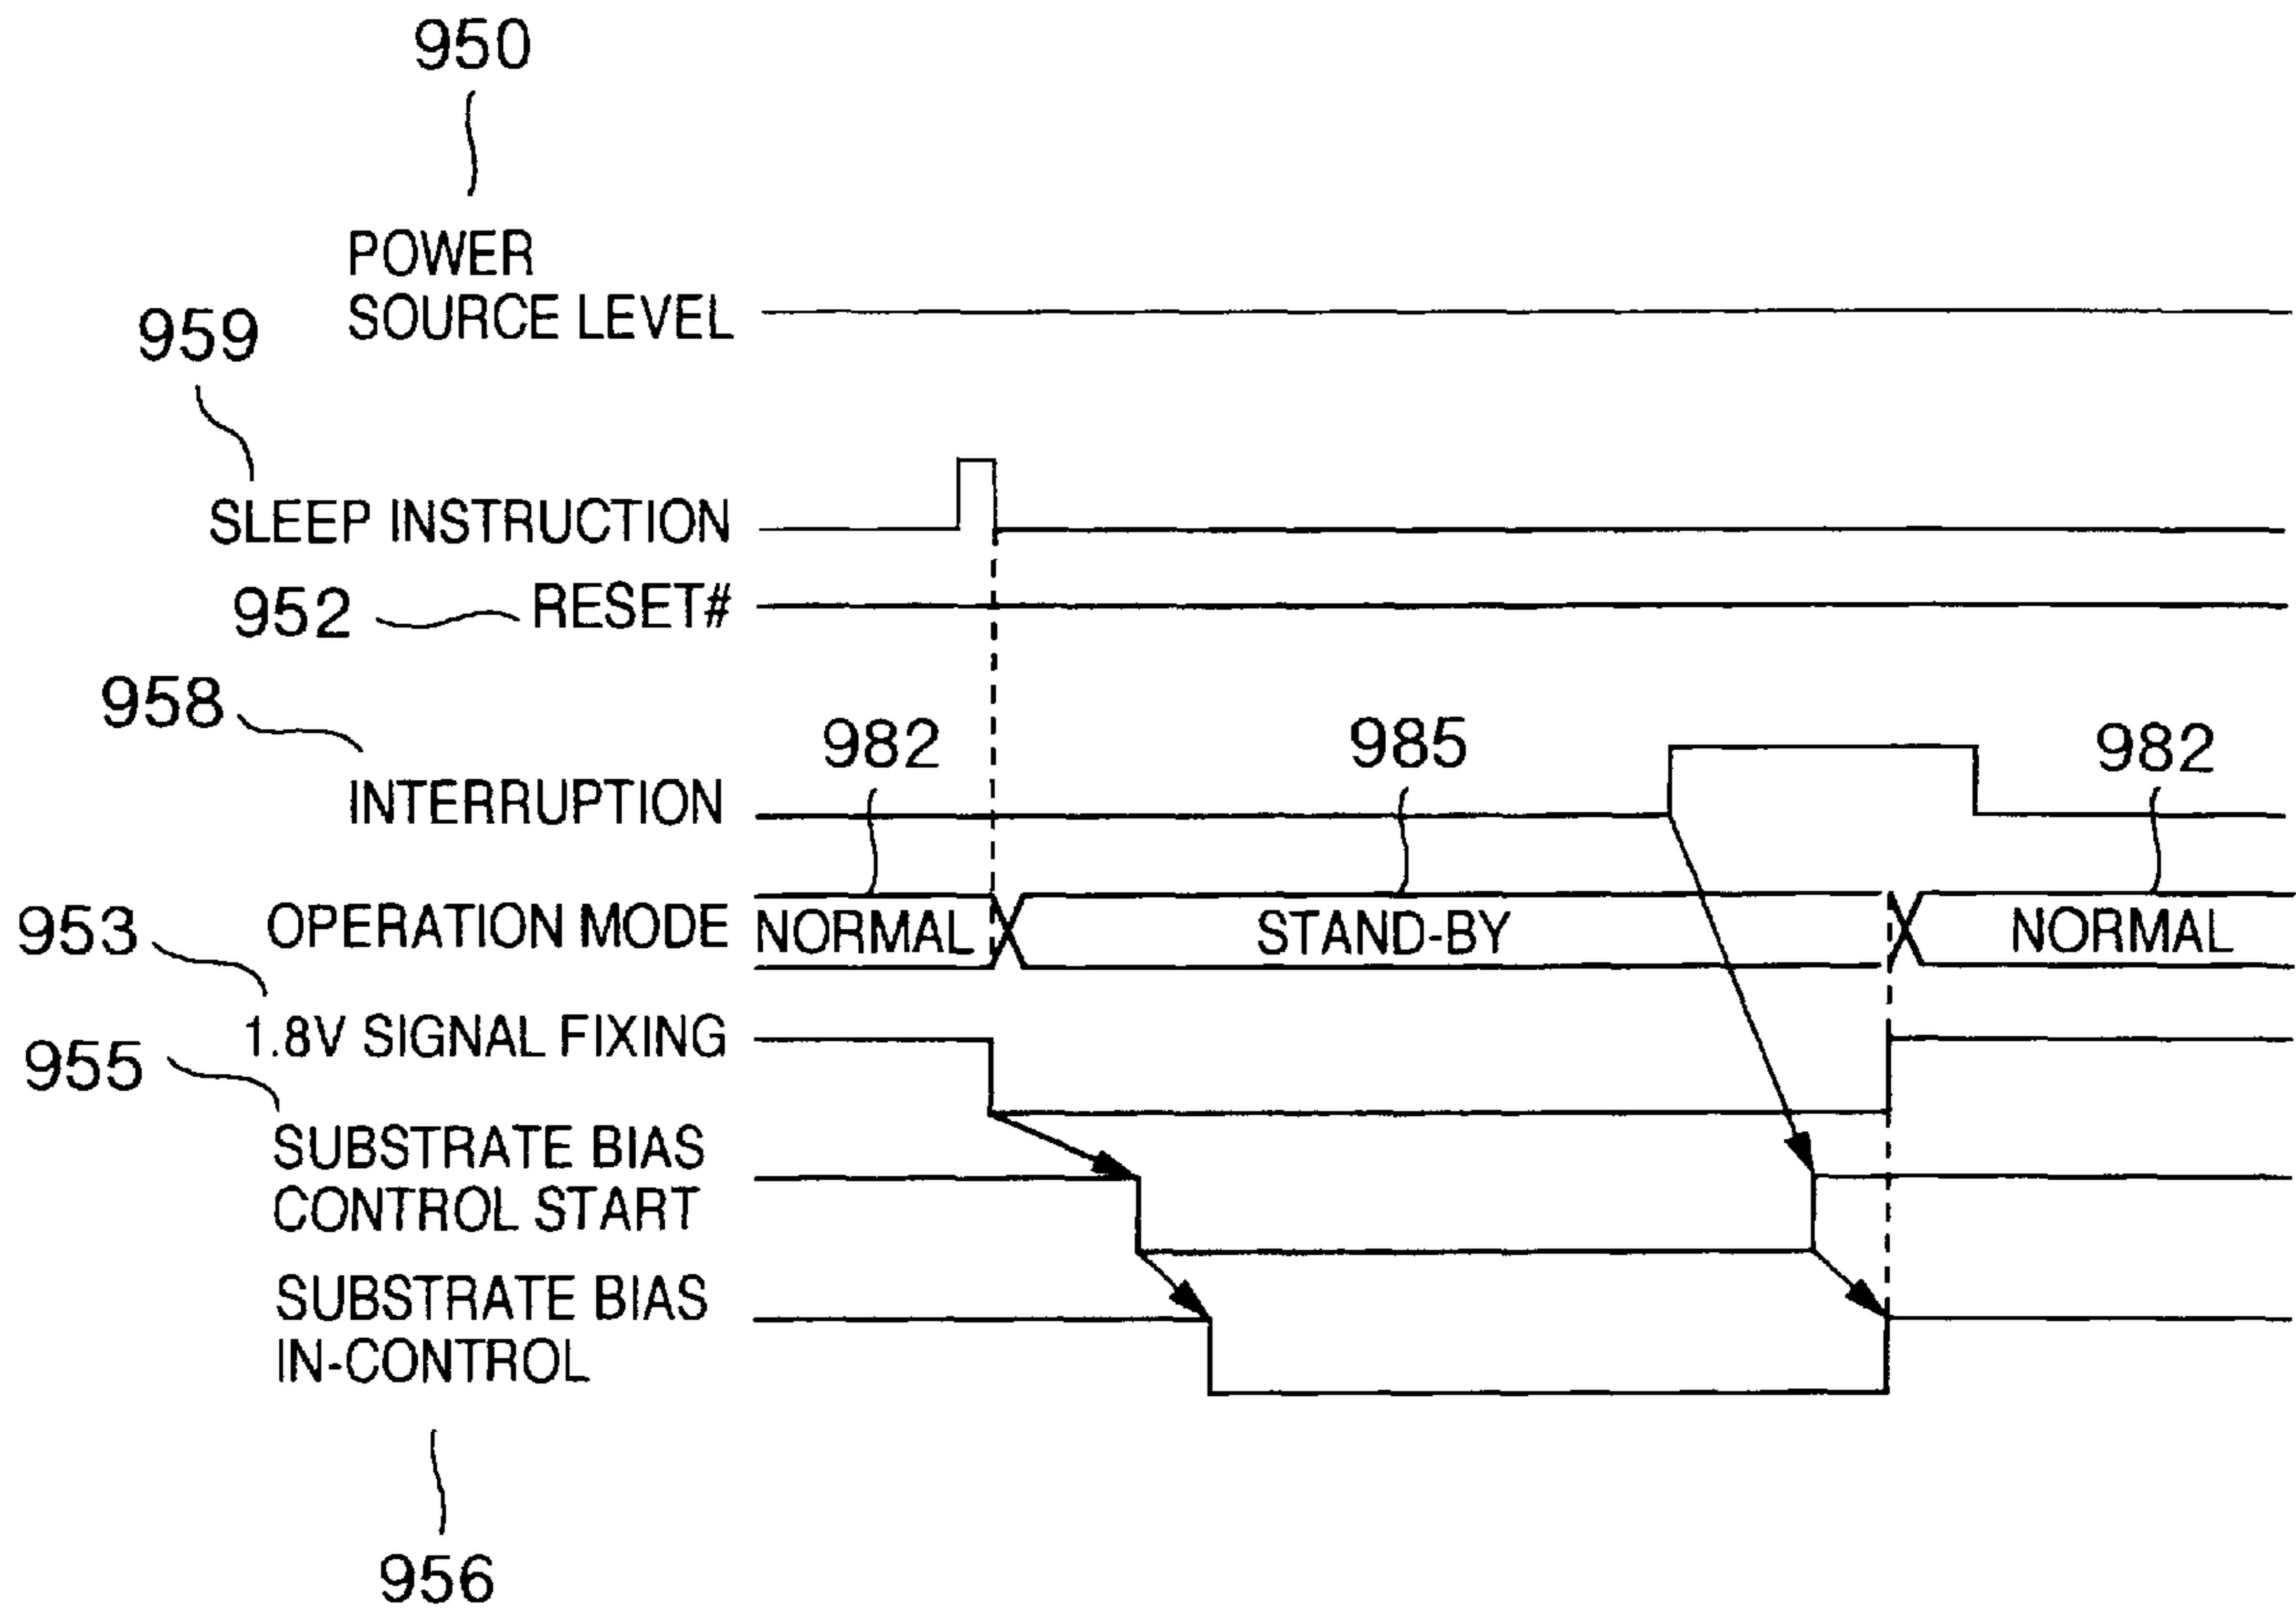 950
POWER
SOURCE LEVEL
959
SLEEP INSTRUCTION
952
RESET#
958
982
985
982
INTERRUPTION
953
OPERATION MODE
NORMAL
STAND-BY
NORMAL
1.8V SIGNAL FIXING
955
SUBSTRATE BIAS
CONTROL START
SUBSTRATE BIAS
IN-CONTROL
956